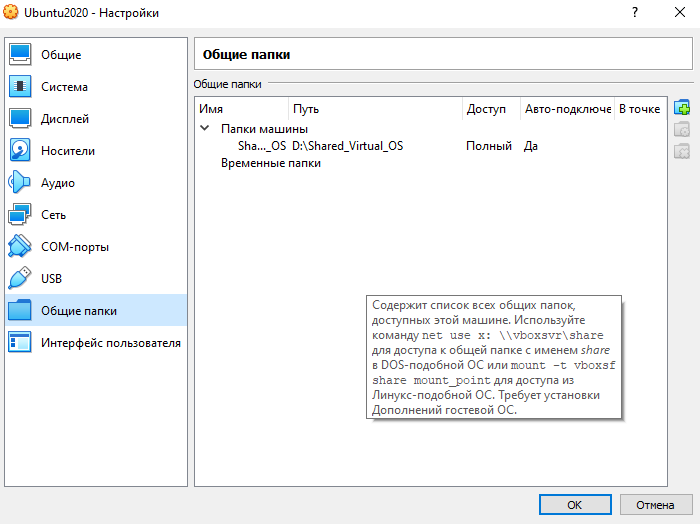 Ubuntu2020 - Настройки
?
Общие
Система
Дисплей
Носители
Аудио
Сеть
COM-порты
USB
Общие папки
Интерфейс пользователя
Общие папки
Общие папки
Имя Путь Доступ Авто-подключе В точке
Папки машины
Sha..._OS D:\Shared_Virtual_OS Полный Да
Временные папки
Содержит список всех общих папок,
доступных этой машине. Используйте
команду net use x: \\vboxsvr\share
для доступа к общей папке с именем share
в DOS-подобной ОС или mount -t vboxsf
share mount_point для доступа из
Линукс-подобной ОС. Требует установки
Дополнений гостевой ОС.
OK Отмена